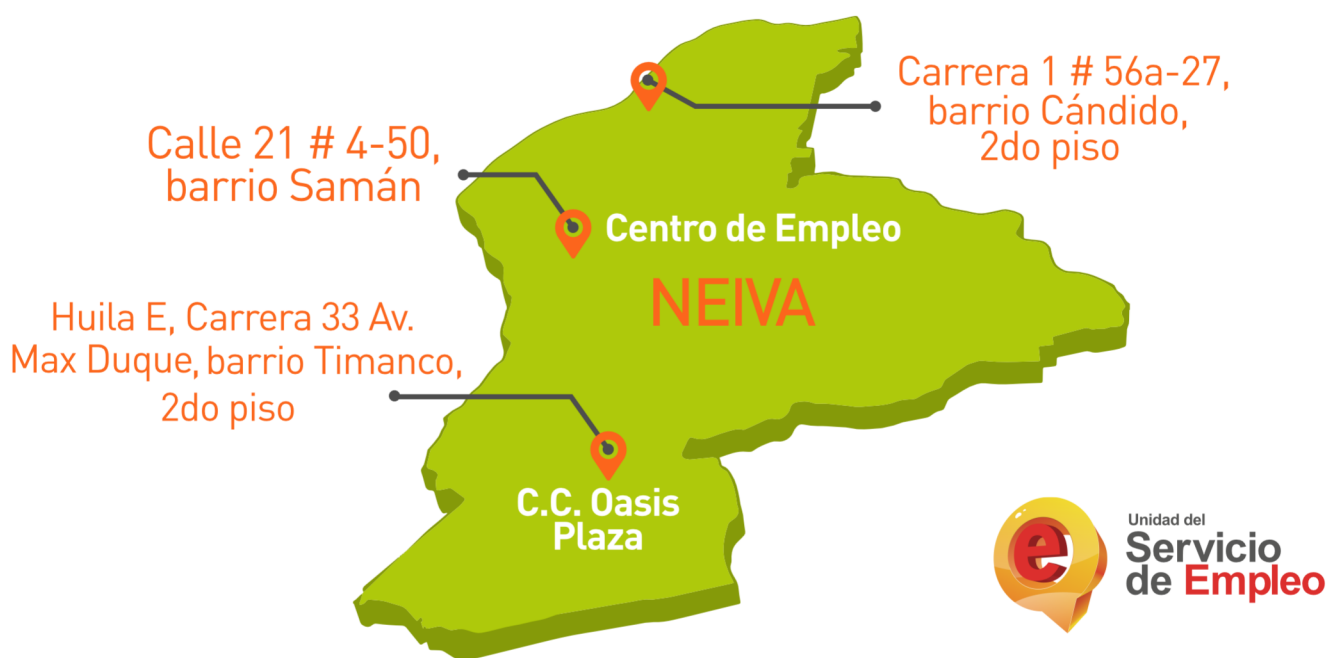 Carrera 1 # 56a-27,
barrio Cándido,
2do piso
Calle 21 # 4-50,
barrio Samán
Centro de Empleo
NEIVA
Huila E, Carrera 33 Av.
Max Duque, barrio Timanco,
2do piso
C.C. Oasis
Plaza
e
Unidad del
Servicio
de Empleo